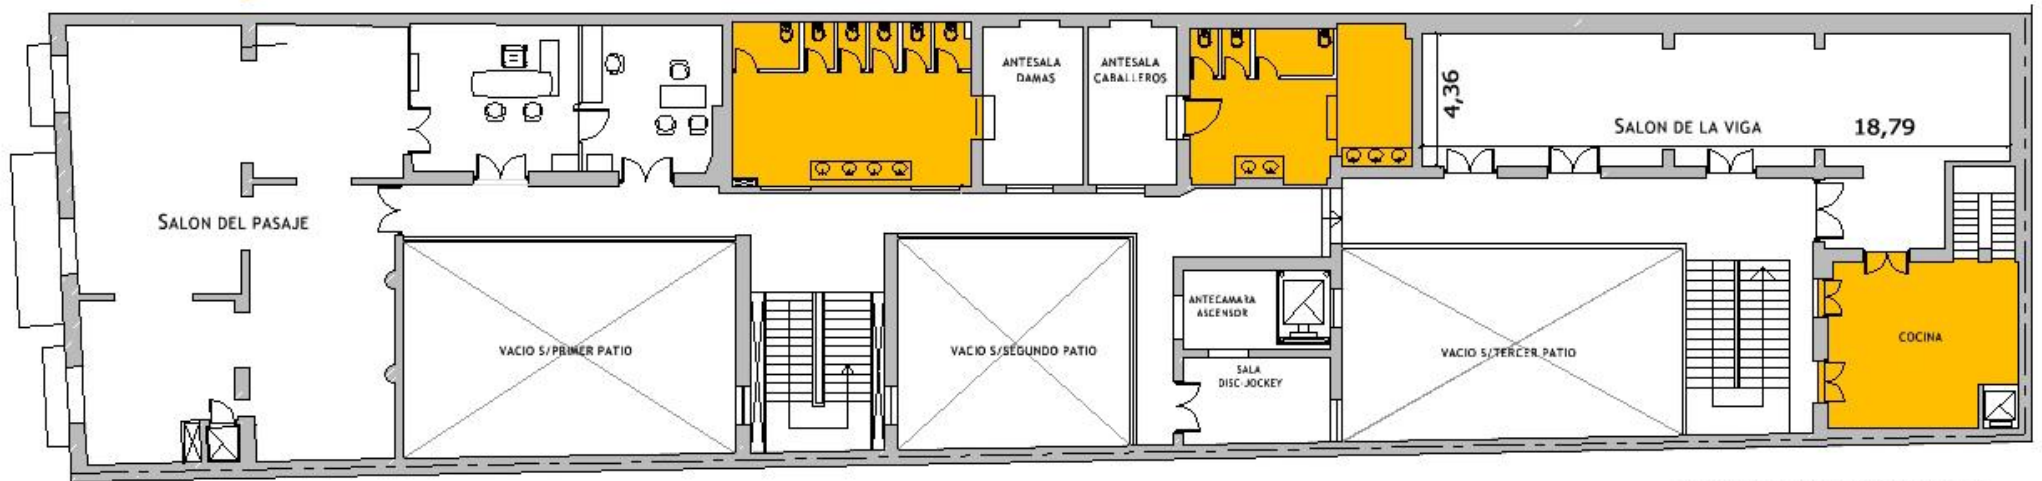 ANTESALA
DAMAS
ANTESALA
CABALLEROS
4,36
SALON DE LA VIGA
18,79
SALON DEL PASAJE
VACIO S/PRIMER PATIO
VACIO S/SEGUNDO PATIO
ANTECAMARA
ASCENSOR
SALA
DISC-JOCKEY
VACIO S/TERCER PATIO
COCINA